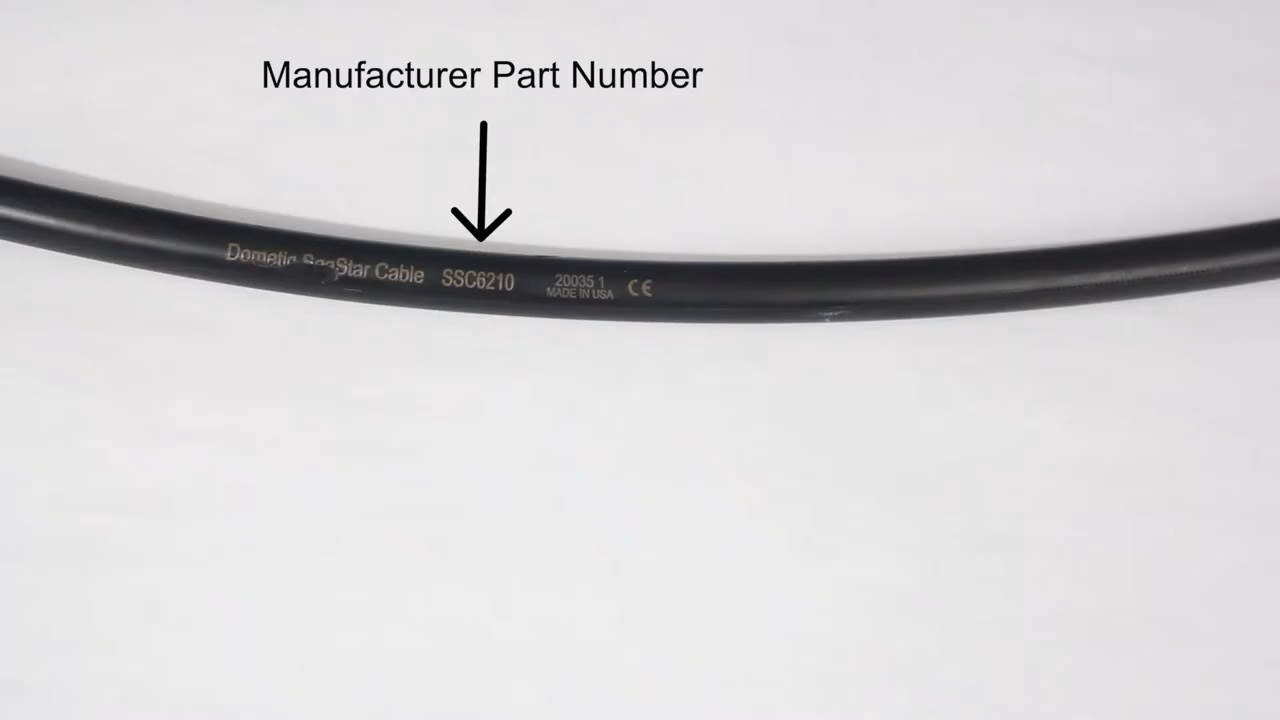 Manufacturer Part Number
Dometic SeaStar Cable SSC6210
20035 1
MADE IN USA
CE